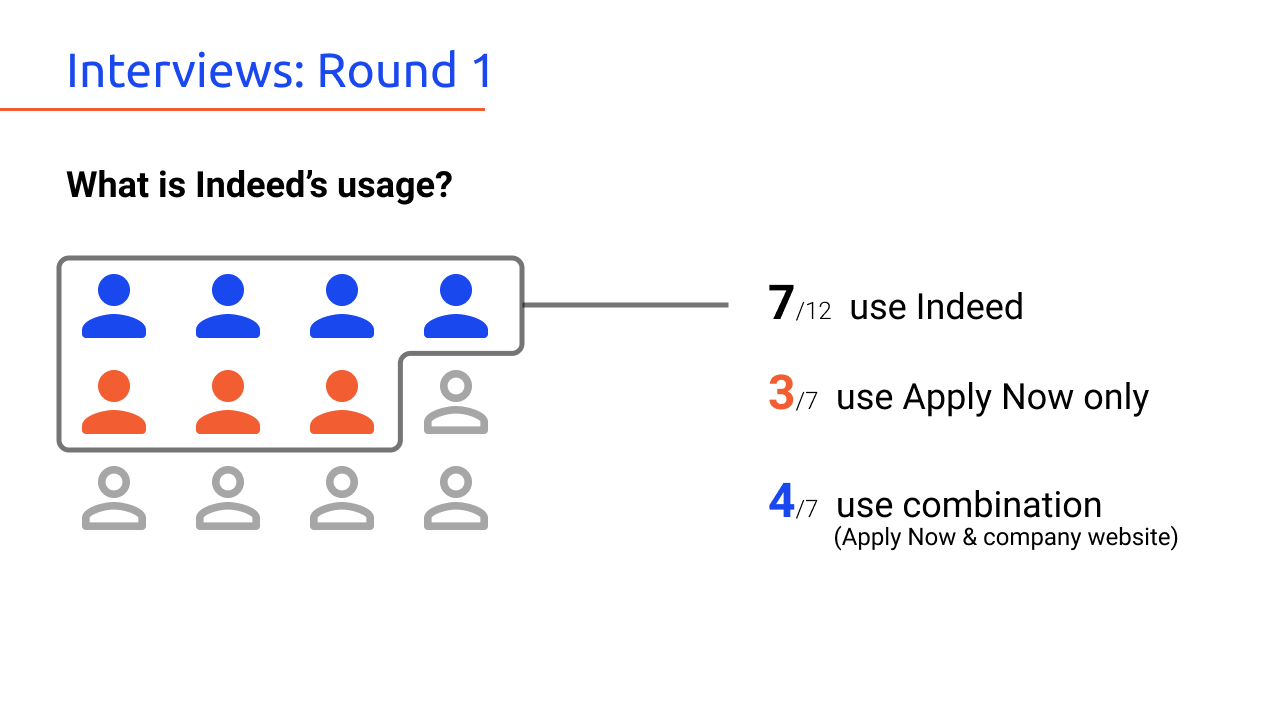 Interviews: Round 1
What is Indeed’s usage?
7/12 use Indeed
3/7 use Apply Now only
4/7 use combination
(Apply Now & company website)